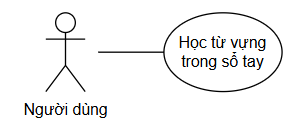 Học từ vựng
trong sổ tay
Người dùng